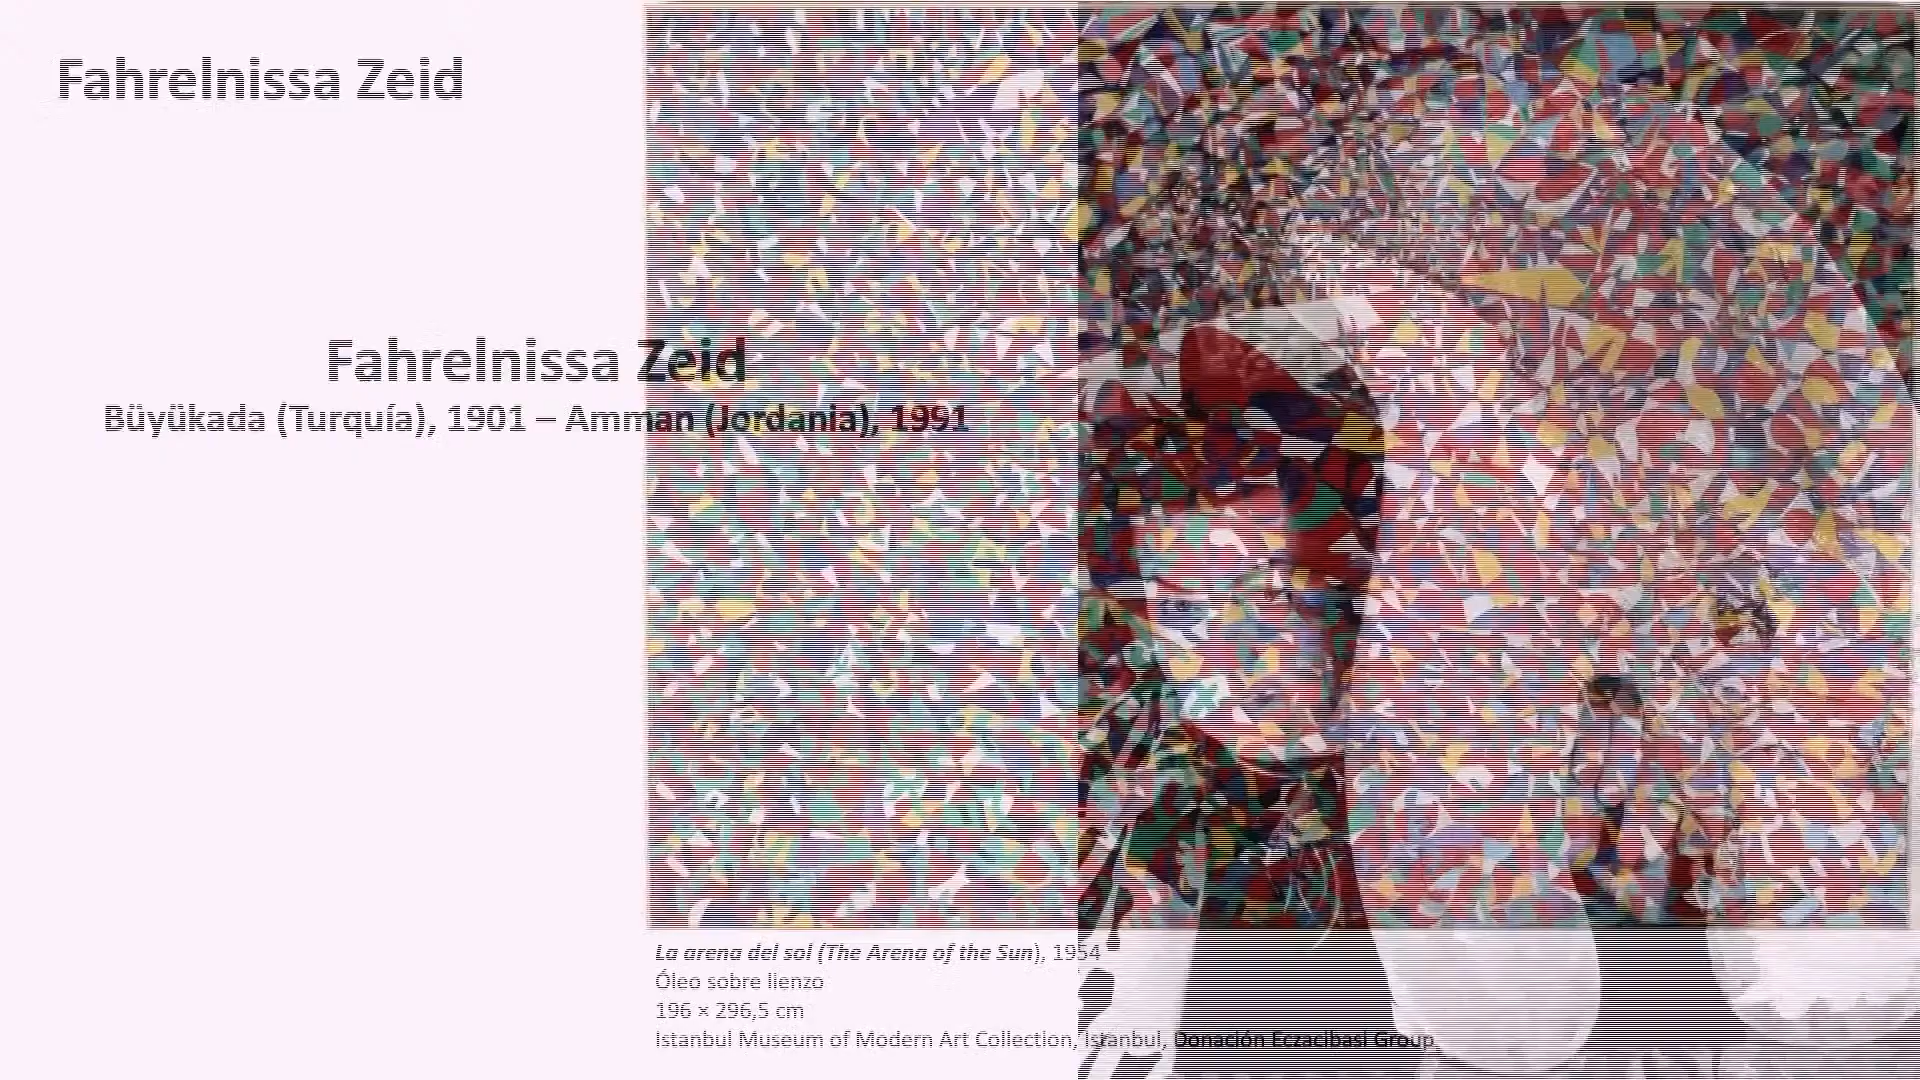 Fahrelnissa Zeid
Fahrelnissa Zeid
Büyükada (Turquía), 1901 – Amman (Jordania), 1991
La arena del sol (The Arena of the Sun), 1954
Óleo sobre lienzo
196 × 296,5 cm
Istanbul Museum of Modern Art Collection, Istanbul, Donación Eczacibasi Group